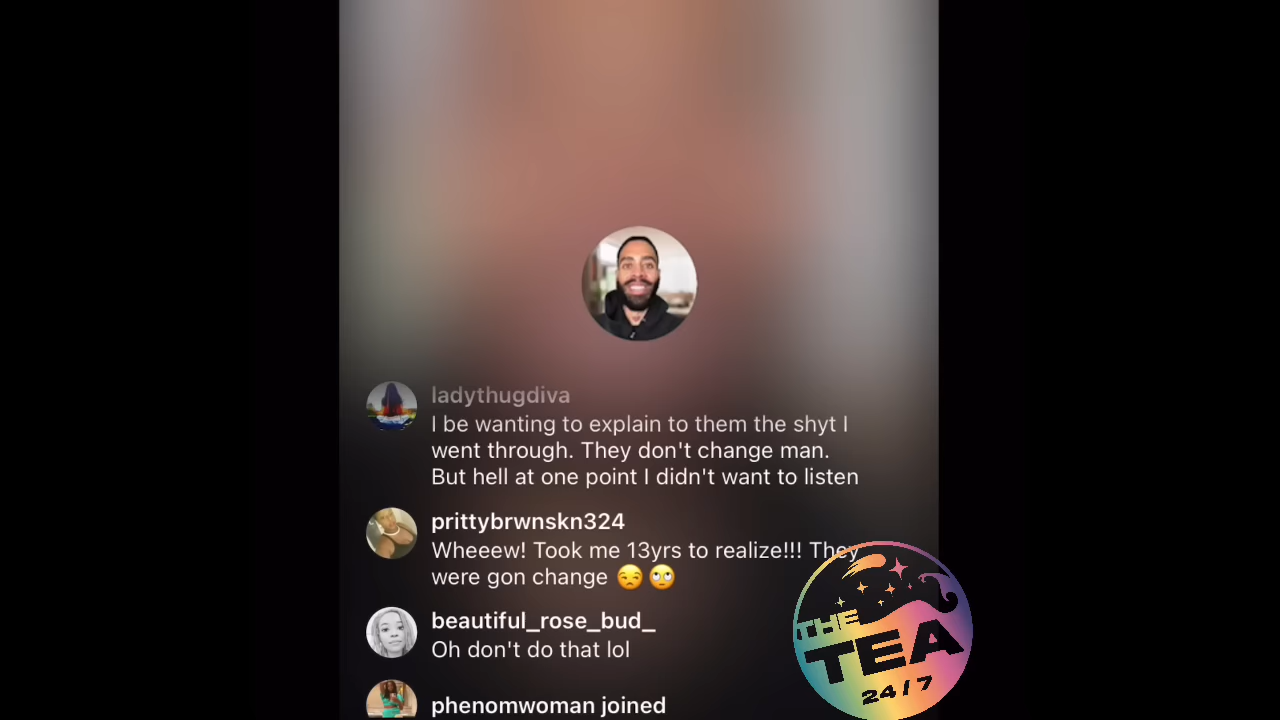 ladythugdiva
I be wanting to explain to them the shyt I
went through. They don't change man.
But hell at one point I didn't want to listen
prittybrwnskn324
Wheeew! Took me 13yrs to realize!!! They
were gon change 😒🙄
beautiful_rose_bud_
Oh don't do that lol
phenomwoman joined
THE
TEA
24/7